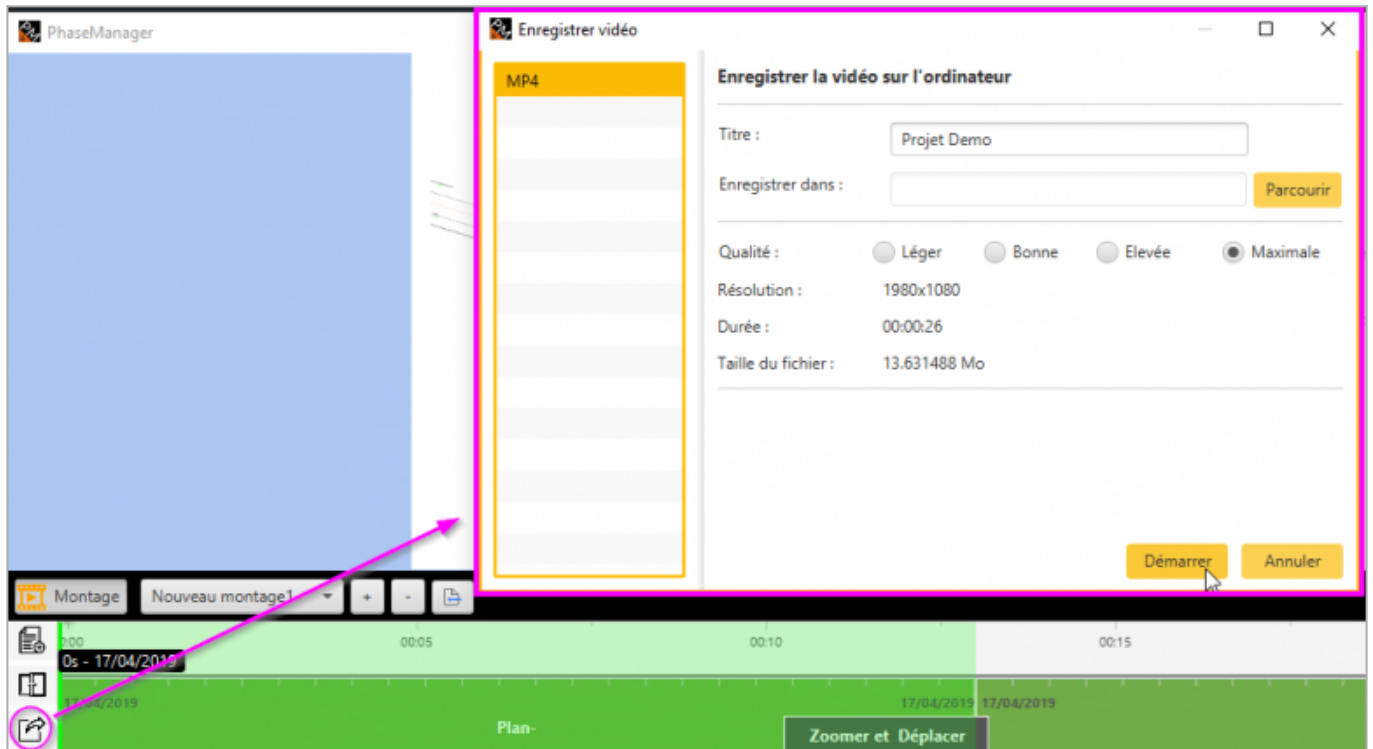 PhaseManager
Enregistrer vidéo
MP4
Enregistrer la vidéo sur l'ordinateur
Titre :
Projet Demo
Enregistrer dans :
Parcourir
Qualité :
Léger
Bonne
Elevée
Maximale
Résolution :
1980x1080
Durée :
00:00:26
Taille du fichier :
13.631488 Mo
Démarrer
Annuler
Montage
Nouveau montage1
+
-
0:00
00:05
00:10
00:15
0s - 17/04/2019
17/04/2019
17/04/2019
17/04/2019
Plan-
Zoomer et Déplacer